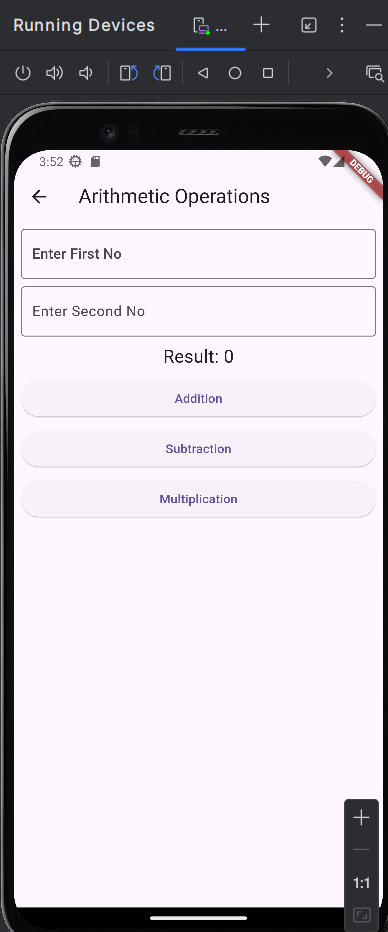 Running Devices ...
3:52
DEBUG
Arithmetic Operations
Enter First No
Enter Second No
Result: 0
Addition
Subtraction
Multiplication
1:1